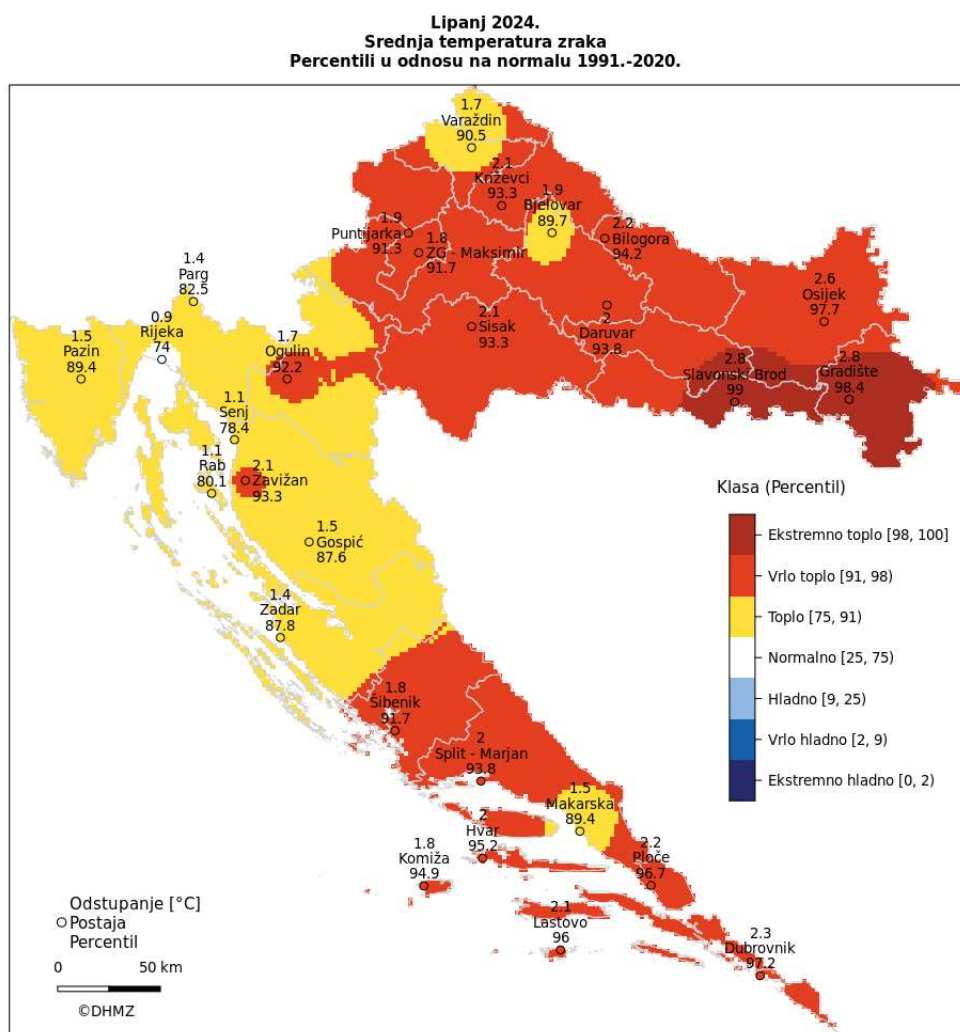 Lipanj 2024.
Srednja temperatura zraka
Percentili u odnosu na normalu 1991.-2020.
1.7
Varaždin
90.5
2.1
Križevci
93.3
1.9
Bjelovar
89.7
1.9
Puntijarka
91.3
1.8
ZG - Maksimir
91.7
2.2
Bilogora
94.2
1.4
Parg
82.5
2.6
Osijek
97.7
0.9
Rijeka
74
1.5
Pazin
89.4
1.7
Ogulin
92.2
2.1
Sisak
93.3
2
Daruvar
93.8
2.8
Slavonski Brod
99
2.8
Gradište
98.4
1.1
Senj
78.4
1.1
Rab
80.1
2.1
Zavižan
93.3
1.5
Gospić
87.6
1.4
Zadar
87.8
1.8
Šibenik
91.7
2
Split - Marjan
93.8
1.5
Makarska
89.4
2
Hvar
95.2
1.8
Komiža
94.9
2.2
Ploče
96.7
2.1
Lastovo
96
2.3
Dubrovnik
97.2
Klasa (Percentil)
Ekstremno toplo [98, 100]
Vrlo toplo [91, 98)
Toplo [75, 91)
Normalno [25, 75)
Hladno [9, 25)
Vrlo hladno [2, 9)
Ekstremno hladno [0, 2)
Odstupanje [°C]
Postaja
Percentil
0 50 km
©DHMZ